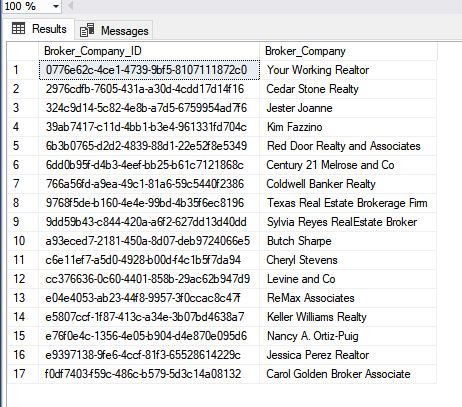 100 %
Results Messages
Broker_Company_ID Broker_Company
1 0776e62c-4ce1-4739-9bf5-8107111872c0 Your Working Realtor
2 2976cdfb-7605-431a-a30d-4cdd17d14f16 Cedar Stone Realty
3 324c9d14-5c82-4e8b-a7d5-6759954ad7f6 Jester Joanne
4 39ab7417-c11d-4bb1-b3e4-961331fd704c Kim Fazzino
5 6b3b0765-d2d2-4839-88d1-22e52f8e5349 Red Door Realty and Associates
6 6dd0b95f-d4b3-4eef-bb25-b61c7121868c Century 21 Melrose and Co
7 766a56fd-a9ea-49c1-81a6-59c5440f2386 Coldwell Banker Realty
8 9768f5de-b160-4e4e-99bd-4b35f6ec8196 Texas Real Estate Brokerage Firm
9 9dd59b43-c844-420a-a6f2-627dd13d40dd Sylvia Reyes RealEstate Broker
10 a93eced7-2181-450a-8d07-deb9724066e5 Butch Sharpe
11 c6e11ef7-a5d0-4928-b00d-f4c1b5f7da94 Cheryl Stevens
12 cc376636-0c60-4401-858b-29ac62b947d9 Levine and Co
13 e04e4053-ab23-44f8-9957-3f0ccac8c47f ReMax Associates
14 e5807ccf-1f87-413c-a34e-3b07bd4638a7 Keller Williams Realty
15 e76f0e4c-1356-4e05-b904-d4e870e095d6 Nancy A. Ortiz-Puig
16 e9397138-9fe6-4ccf-81f3-65528614229c Jessica Perez Realtor
17 f0df7403-f59c-486c-b579-5d3c14a08132 Carol Golden Broker Associate